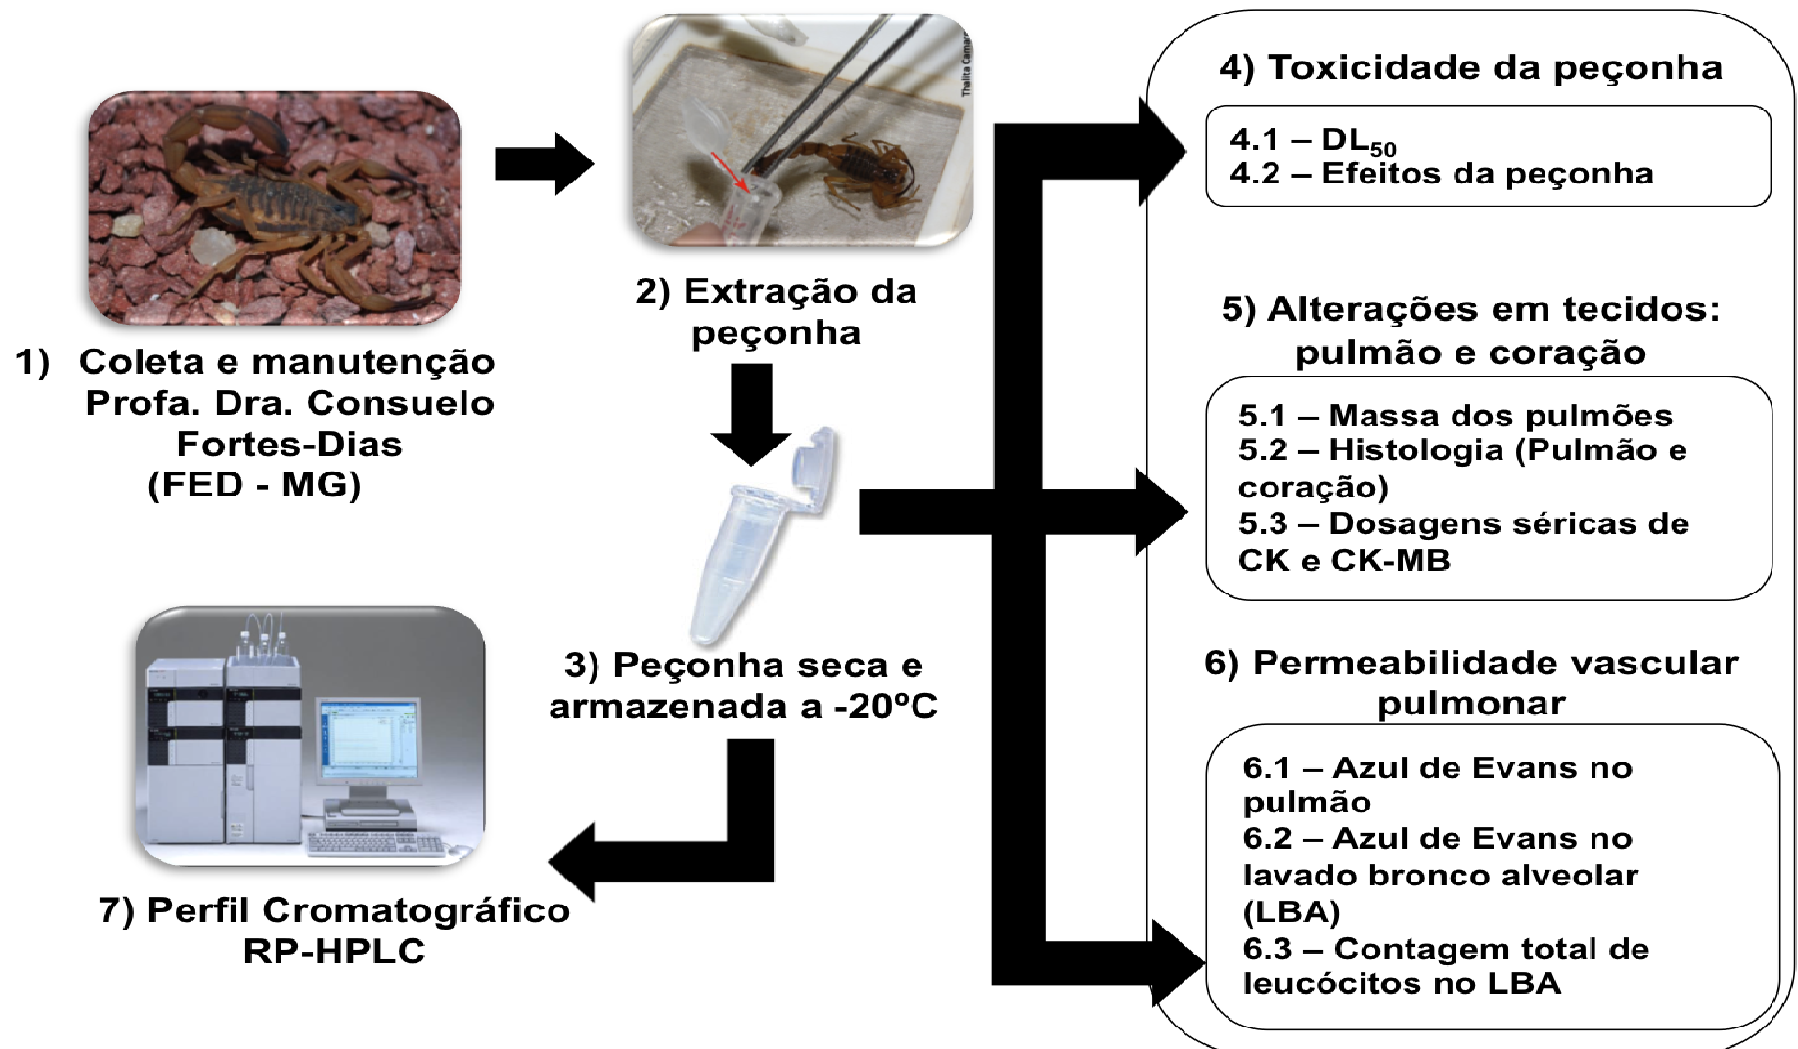 1) Coleta e manutenção
Profa. Dra. Consuelo
Fortes-Dias
(FED - MG)
2) Extração da
peçonha
3) Peçonha seca e
armazenada a -20ºC
4) Toxicidade da peçonha
4.1 – DL50
4.2 – Efeitos da peçonha
5) Alterações em tecidos:
pulmão e coração
5.1 – Massa dos pulmões
5.2 – Histologia (Pulmão e
coração)
5.3 – Dosagens séricas de
CK e CK-MB
6) Permeabilidade vascular
pulmonar
6.1 – Azul de Evans no
pulmão
6.2 – Azul de Evans no
lavado bronco alveolar
(LBA)
6.3 – Contagem total de
leucócitos no LBA
7) Perfil Cromatográfico
RP-HPLC
Thalita